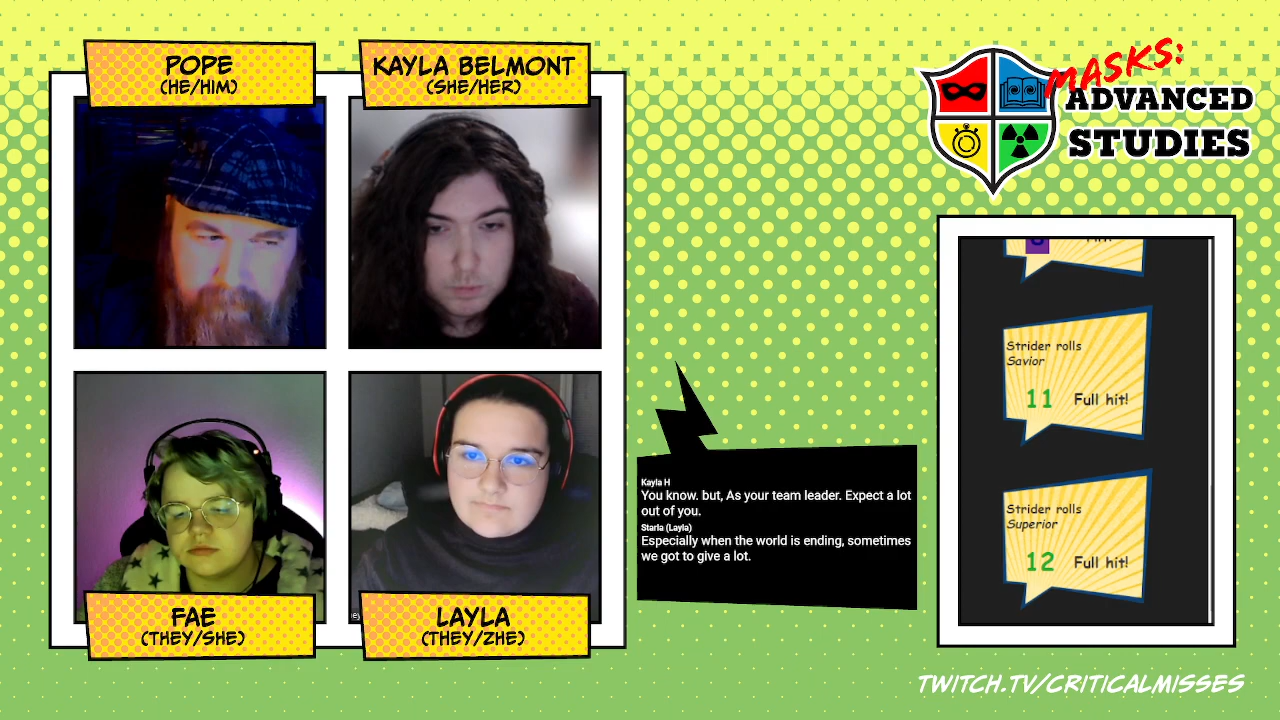 POPE
(HE/HIM)
KAYLA BELMONT
(SHE/HER)
FAE
(THEY/SHE)
LAYLA
(THEY/ZHE)
Kayla H
You know. but, As your team leader. Expect a lot
out of you.
Starla (Layla)
Especially when the world is ending, sometimes
we got to give a lot.
MASKS:
ADVANCED
STUDIES
Strider rolls
Savior
11 Full hit!
Strider rolls
Superior
12 Full hit!
TWITCH.TV/CRITICALMISSES